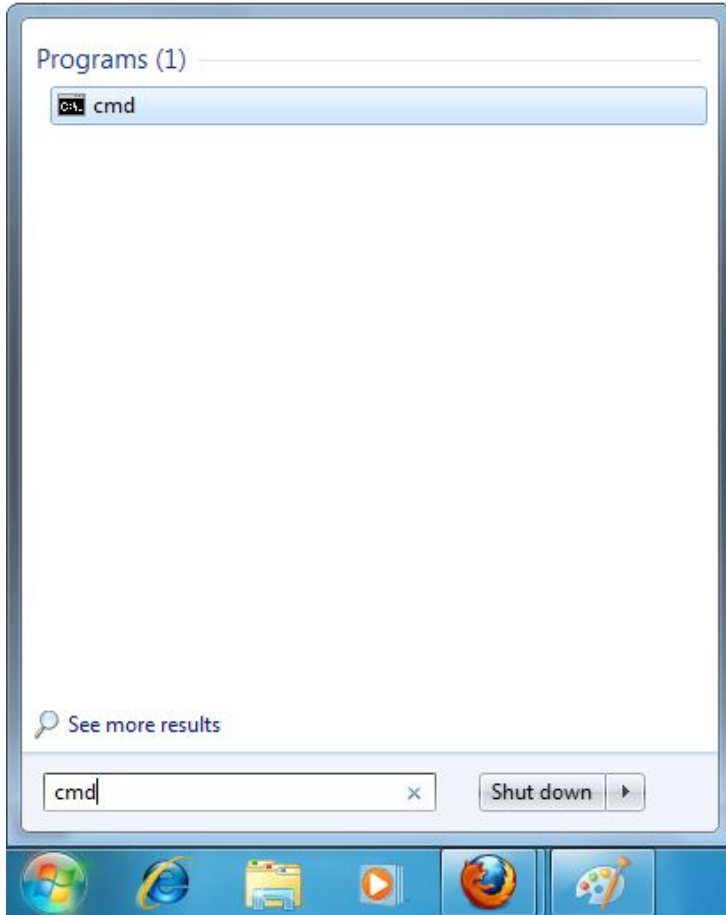 Programs (1)
C:\.
cmd
See more results
cmd
Shut down